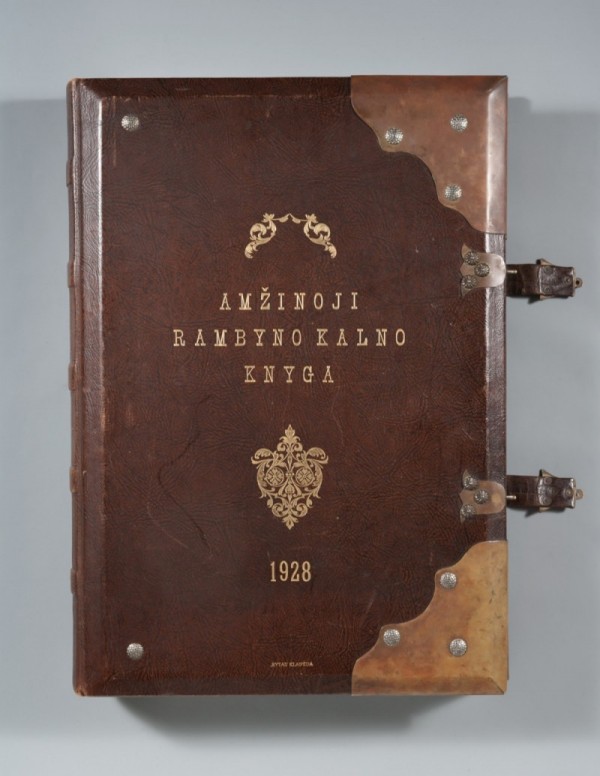 AMŽINOJI
RAMBYNO KALNO
KNYGA
1928